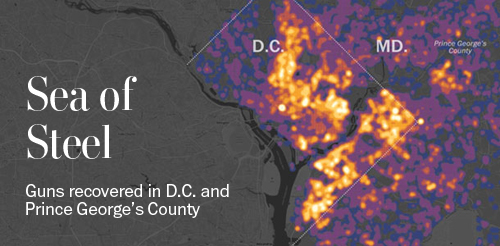 Sea of
Steel
Guns recovered in D.C. and
Prince George's County
D.C.
MD.
Prince George's
County